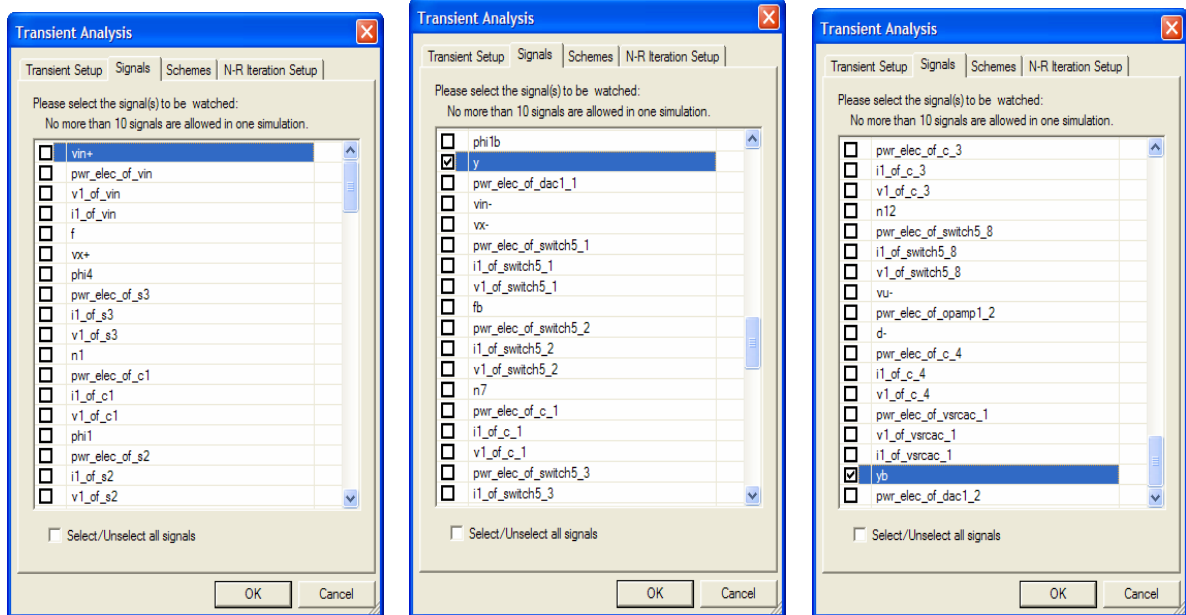 Transient Analysis
Transient Setup Signals Schemes N-R Iteration Setup
Please select the signal(s) to be watched:
No more than 10 signals are allowed in one simulation.
vin+
pwr_elec_of_vin
v1_of_vin
i1_of_vin
f
vx+
phi4
pwr_elec_of_s3
i1_of_s3
v1_of_s3
n1
pwr_elec_of_c1
i1_of_c1
v1_of_c1
phi1
pwr_elec_of_s2
i1_of_s2
v1_of_s2
Select/Unselect all signals
OK Cancel
Transient Analysis
Transient Setup Signals Schemes N-R Iteration Setup
Please select the signal(s) to be watched:
No more than 10 signals are allowed in one simulation.
phi1b
y
pwr_elec_of_dac1_1
vin-
vx-
pwr_elec_of_switch5_1
i1_of_switch5_1
v1_of_switch5_1
fb
pwr_elec_of_switch5_2
i1_of_switch5_2
v1_of_switch5_2
n7
pwr_elec_of_c_1
i1_of_c_1
v1_of_c_1
pwr_elec_of_switch5_3
i1_of_switch5_3
Select/Unselect all signals
OK Cancel
Transient Analysis
Transient Setup Signals Schemes N-R Iteration Setup
Please select the signal(s) to be watched:
No more than 10 signals are allowed in one simulation.
pwr_elec_of_c_3
i1_of_c_3
v1_of_c_3
n12
pwr_elec_of_switch5_8
i1_of_switch5_8
v1_of_switch5_8
vu-
pwr_elec_of_opamp1_2
d-
pwr_elec_of_c_4
i1_of_c_4
v1_of_c_4
pwr_elec_of_vsrcac_1
v1_of_vsrcac_1
i1_of_vsrcac_1
yb
pwr_elec_of_dac1_2
Select/Unselect all signals
OK Cancel